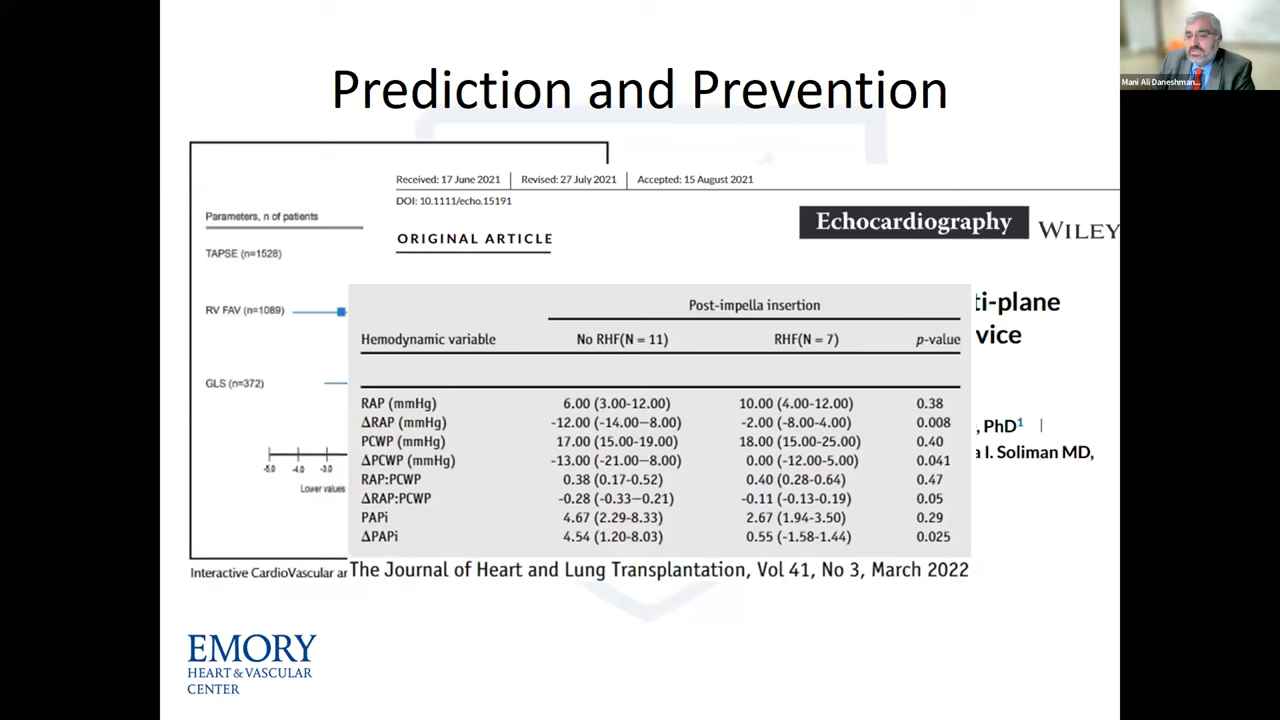 Prediction and Prevention
Mani Ali Daneshman...
Received: 17 June 2021 | Revised: 27 July 2021 | Accepted: 15 August 2021
DOI: 10.1111/echo.15191
ORIGINAL ARTICLE
Echocardiography WILEY
Parameters, n of patients
TAPSE (n=1528)
RV FAV (n=1089)
GLS (n=372)
-5.0 -4.0 -3.0
Lower values
ti-plane
vice
, PhD1 |
a I. Soliman MD,
Post-impella insertion
Hemodynamic variable No RHF(N = 11) RHF(N = 7) p-value
RAP (mmHg) 6.00 (3.00-12.00) 10.00 (4.00-12.00) 0.38
ΔRAP (mmHg) -12.00 (-14.00–8.00) -2.00 (-8.00-4.00) 0.008
PCWP (mmHg) 17.00 (15.00-19.00) 18.00 (15.00-25.00) 0.40
ΔPCWP (mmHg) -13.00 (-21.00–8.00) 0.00 (-12.00-5.00) 0.041
RAP:PCWP 0.38 (0.17-0.52) 0.40 (0.28-0.64) 0.47
ΔRAP:PCWP -0.28 (-0.33–0.21) -0.11 (-0.13-0.19) 0.05
PAPi 4.67 (2.29-8.33) 2.67 (1.94-3.50) 0.29
ΔPAPi 4.54 (1.20-8.03) 0.55 (-1.58-1.44) 0.025
Interactive CardioVascular ar
The Journal of Heart and Lung Transplantation, Vol 41, No 3, March 2022
EMORY
HEART & VASCULAR
CENTER